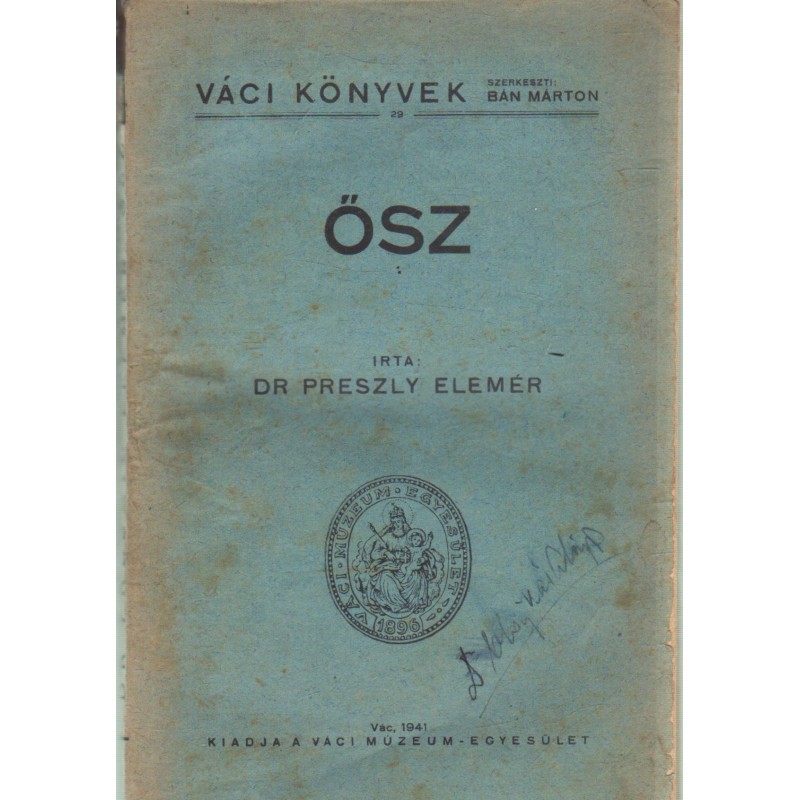 VÁCI KÖNYVEK
SZERKESZTI:
BÁN MÁRTON
29
ŐSZ
IRTA:
DR PRESZLY ELEMÉR
VÁCI · MÚZEUM · EGYESÜLET
1896
Vác, 1941
KIADJA A VÁCI MÚZEUM-EGYESÜLET